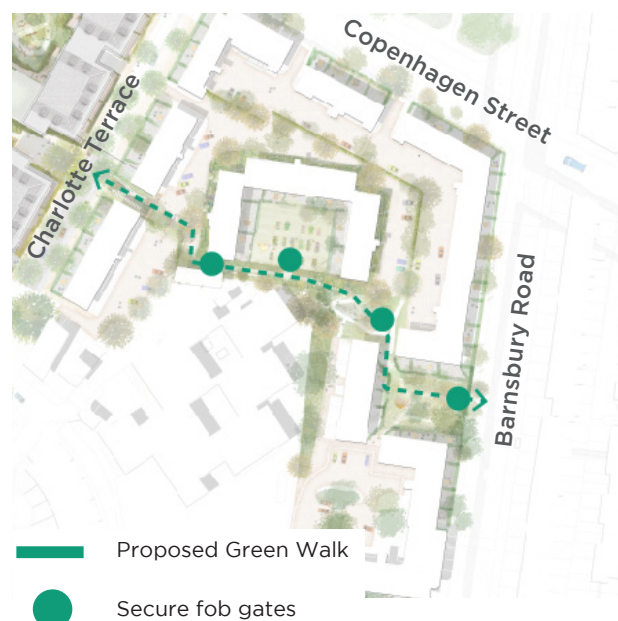 Copenhagen Street
Charlotte Terrace
Barnsbury Road
Proposed Green Walk
Secure fob gates